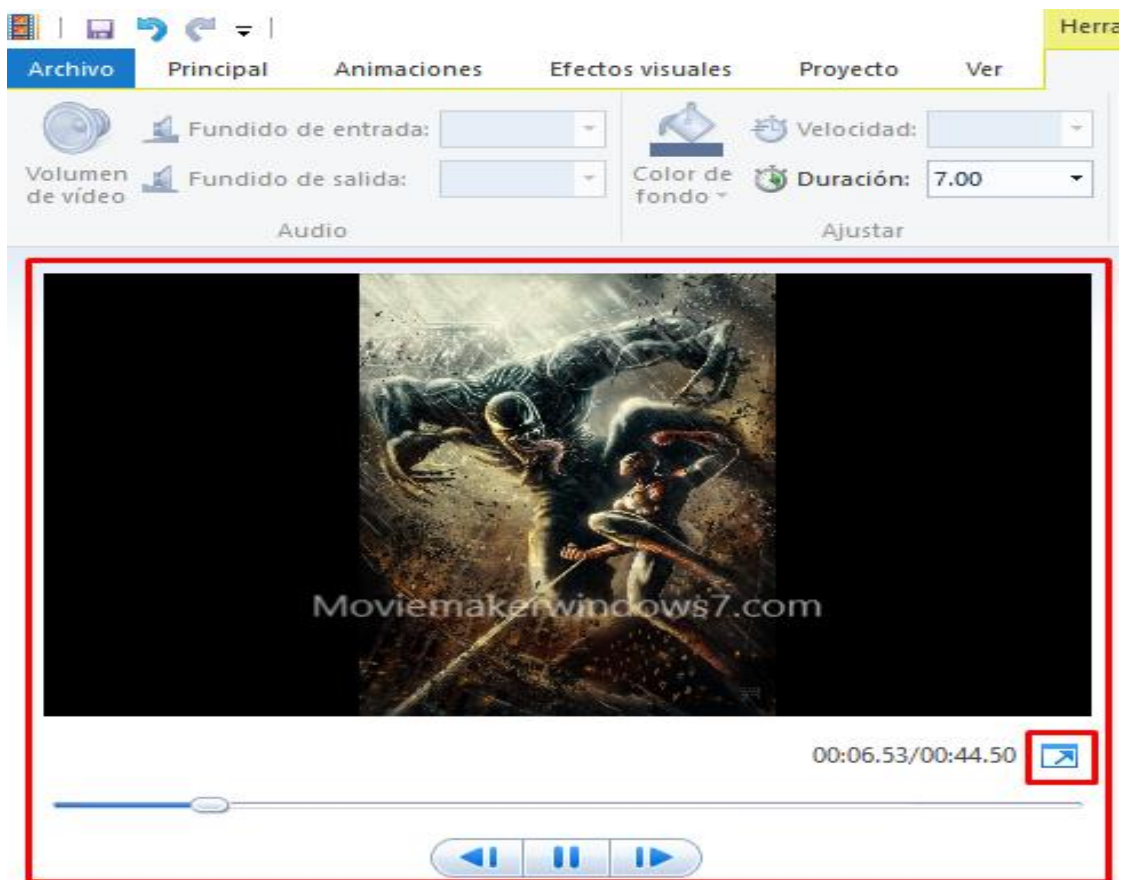 Herra
Archivo Principal Animaciones Efectos visuales Proyecto Ver
Fundido de entrada: Velocidad:
Volumen de vídeo Fundido de salida: Color de fondo Duración: 7.00
Audio Ajustar
Moviemakerwindows7.com
00:06.53/00:44.50